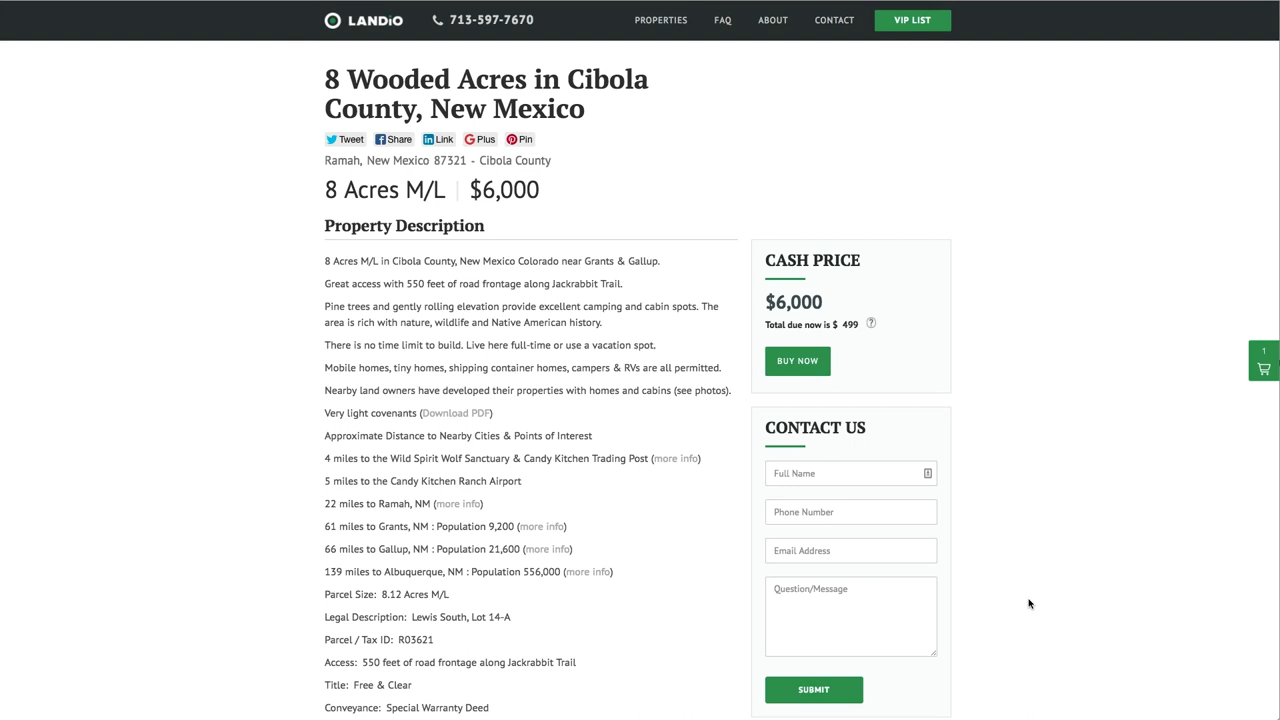 LANDiO 713-597-7670 PROPERTIES FAQ ABOUT CONTACT VIP LIST
8 Wooded Acres in Cibola
County, New Mexico
Tweet Share Link Plus Pin
Ramah, New Mexico 87321 - Cibola County
8 Acres M/L | $6,000
Property Description
8 Acres M/L in Cibola County, New Mexico Colorado near Grants & Gallup.
Great access with 550 feet of road frontage along Jackrabbit Trail.
Pine trees and gently rolling elevation provide excellent camping and cabin spots. The
area is rich with nature, wildlife and Native American history.
There is no time limit to build. Live here full-time or use a vacation spot.
Mobile homes, tiny homes, shipping container homes, campers & RVs are all permitted.
Nearby land owners have developed their properties with homes and cabins (see photos).
Very light covenants (Download PDF)
Approximate Distance to Nearby Cities & Points of Interest
4 miles to the Wild Spirit Wolf Sanctuary & Candy Kitchen Trading Post (more info)
5 miles to the Candy Kitchen Ranch Airport
22 miles to Ramah, NM (more info)
61 miles to Grants, NM : Population 9,200 (more info)
66 miles to Gallup, NM : Population 21,600 (more info)
139 miles to Albuquerque, NM : Population 556,000 (more info)
Parcel Size: 8.12 Acres M/L
Legal Description: Lewis South, Lot 14-A
Parcel / Tax ID: R03621
Access: 550 feet of road frontage along Jackrabbit Trail
Title: Free & Clear
Conveyance: Special Warranty Deed
CASH PRICE
$6,000
Total due now is $ 499 ?
BUY NOW
CONTACT US
Full Name
Phone Number
Email Address
Question/Message
SUBMIT
1